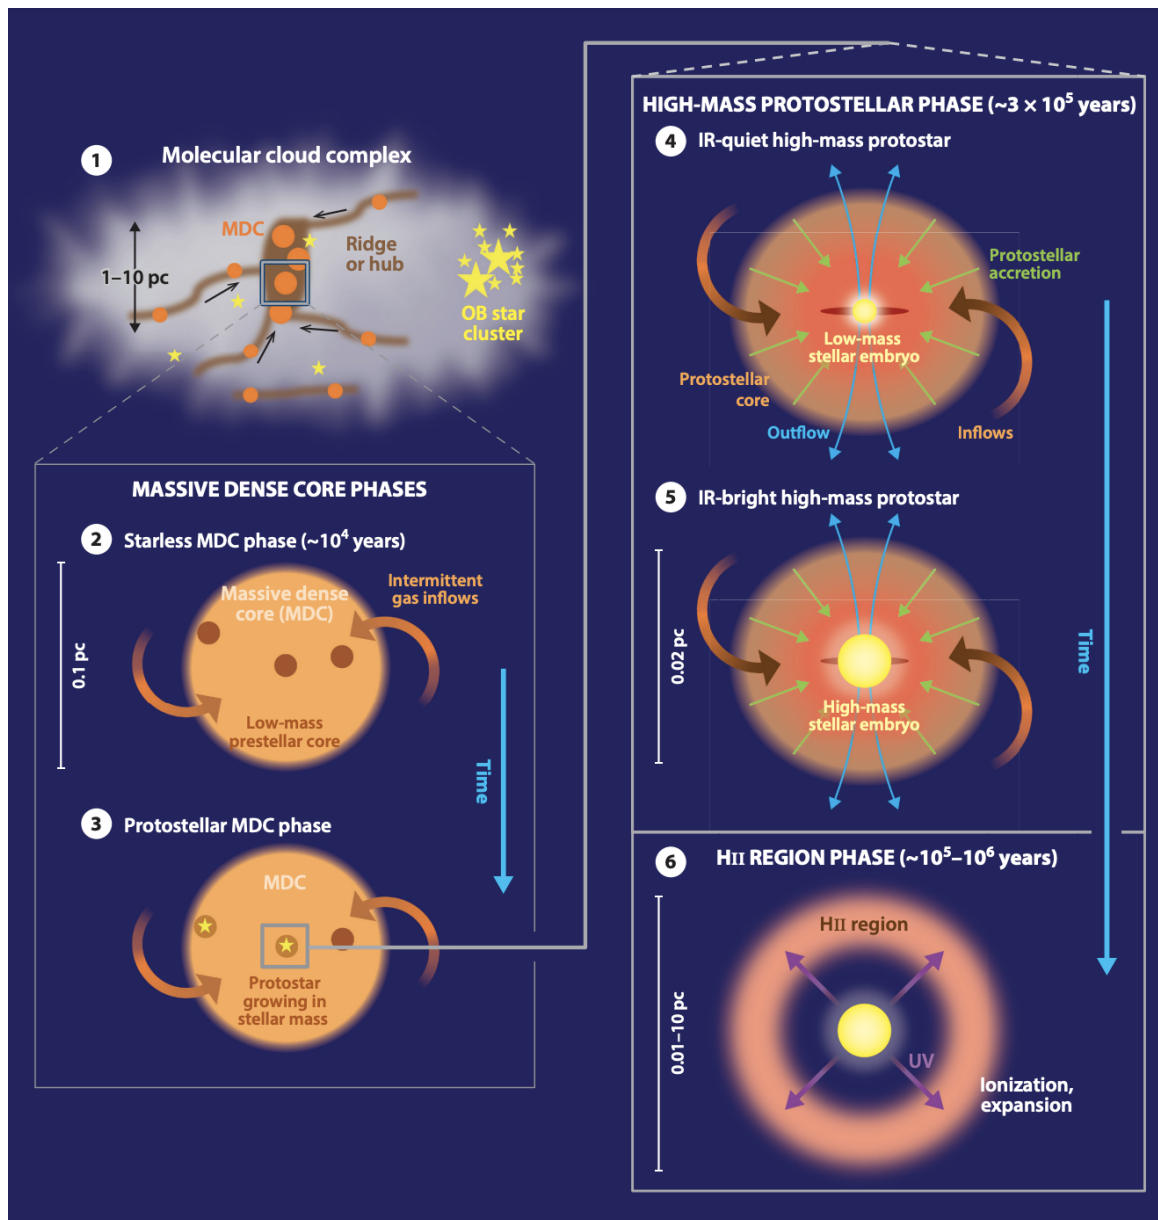 1
Molecular cloud complex
MDC
Ridge
or hub
1–10 pc
OB star
cluster
MASSIVE DENSE CORE PHASES
2
Starless MDC phase (~10⁴ years)
Massive dense
core (MDC)
Intermittent
gas inflows
0.1 pc
Low-mass
prestellar core
Time
3
Protostellar MDC phase
MDC
Protostar
growing in
stellar mass
HIGH-MASS PROTOSTELLAR PHASE (~3 × 10⁵ years)
4
IR-quiet high-mass protostar
Protostellar
accretion
Low-mass
stellar embryo
Protostellar
core
Outflow
Inflows
5
IR-bright high-mass protostar
0.02 pc
High-mass
stellar embryo
Time
6
HII REGION PHASE (~10⁵–10⁶ years)
HII region
0.01–10 pc
UV
Ionization,
expansion